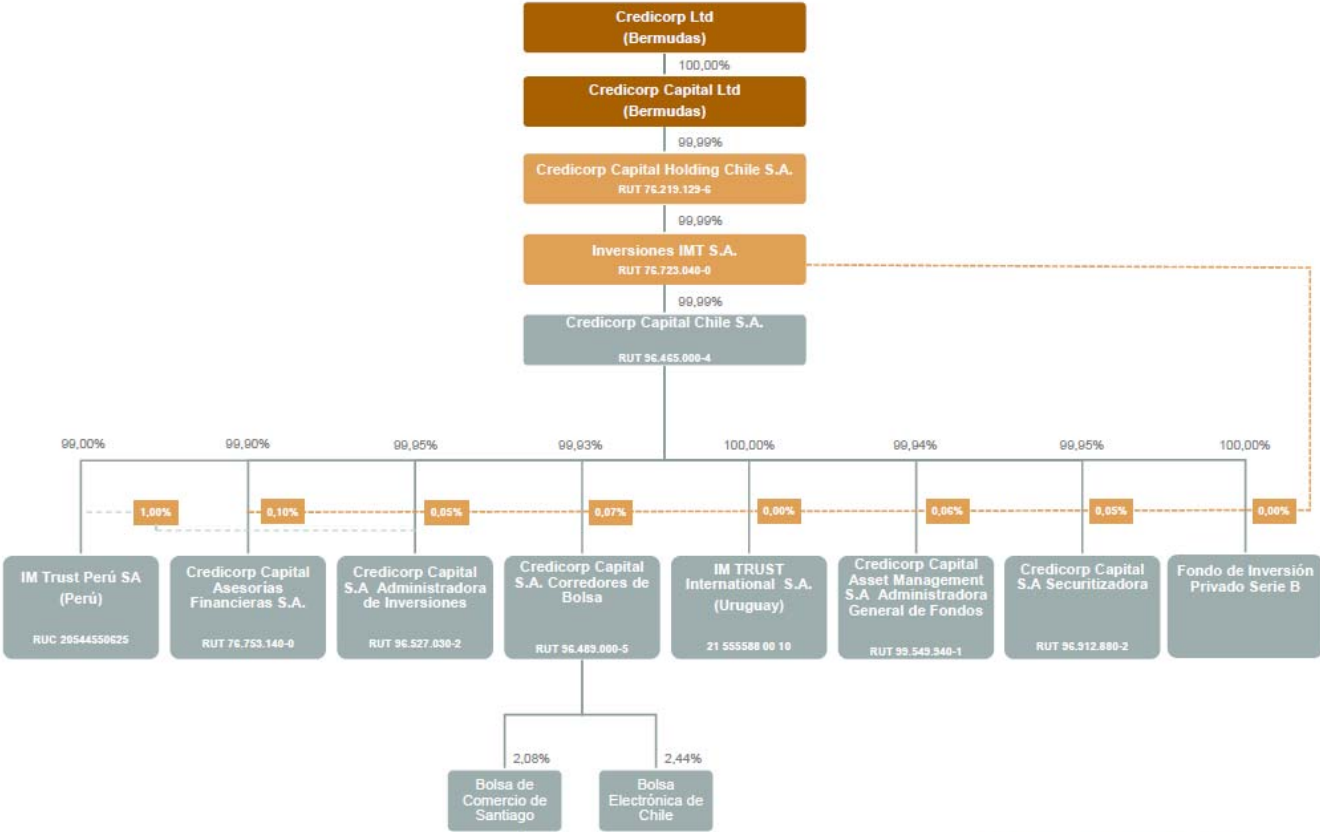 Credicorp Ltd
(Bermudas)
100,00%
Credicorp Capital Ltd
(Bermudas)
99,99%
Credicorp Capital Holding Chile S.A.
RUT 76.219.129-6
99,99%
Inversiones IMT S.A.
RUT 76.723.040-0
99,99%
Credicorp Capital Chile S.A.
RUT 96.465.000-4
99,00%
99,90%
99,95%
99,93%
100,00%
99,94%
99,95%
100,00%
1,00%
0,10%
0,05%
0,07%
0,00%
0,06%
0,05%
0,00%
IM Trust Perú SA
(Perú)
RUC 20544550625
Credicorp Capital
Asesorías
Financieras S.A.
RUT 76.753.140-0
Credicorp Capital
S.A Administradora
de Inversiones
RUT 96.527.030-2
Credicorp Capital
S.A. Corredores de
Bolsa
RUT 96.489.000-5
IM TRUST
International S.A.
(Uruguay)
21 555588 00 10
Credicorp Capital
Asset Management
S.A Administradora
General de Fondos
RUT 99.549.940-1
Credicorp Capital
S.A Securitizadora
RUT 96.912.880-2
Fondo de Inversión
Privado Serie B
2,08%
2,44%
Bolsa de
Comercio de
Santiago
Bolsa
Electrónica de
Chile